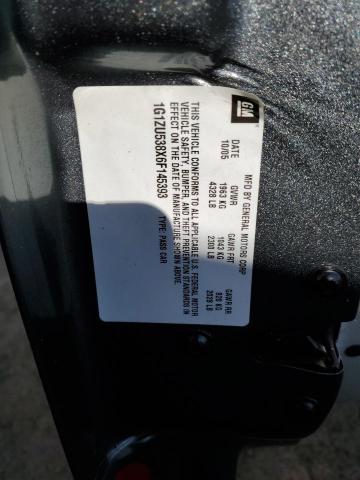 GM
MFD BY GENERAL MOTORS CORP
DATE GVWR GAWR FRT GAWR RR
10/05 1963 KG 1043 KG 920 KG
4328 LB 2300 LB 2028 LB
THIS VEHICLE CONFORMS TO ALL APPLICABLE U.S. FEDERAL MOTOR
VEHICLE SAFETY, BUMPER, AND THEFT PREVENTION STANDARDS IN
EFFECT ON THE DATE OF MANUFACTURE SHOWN ABOVE.
1G1ZU538X6F145393 TYPE: PASS CAR